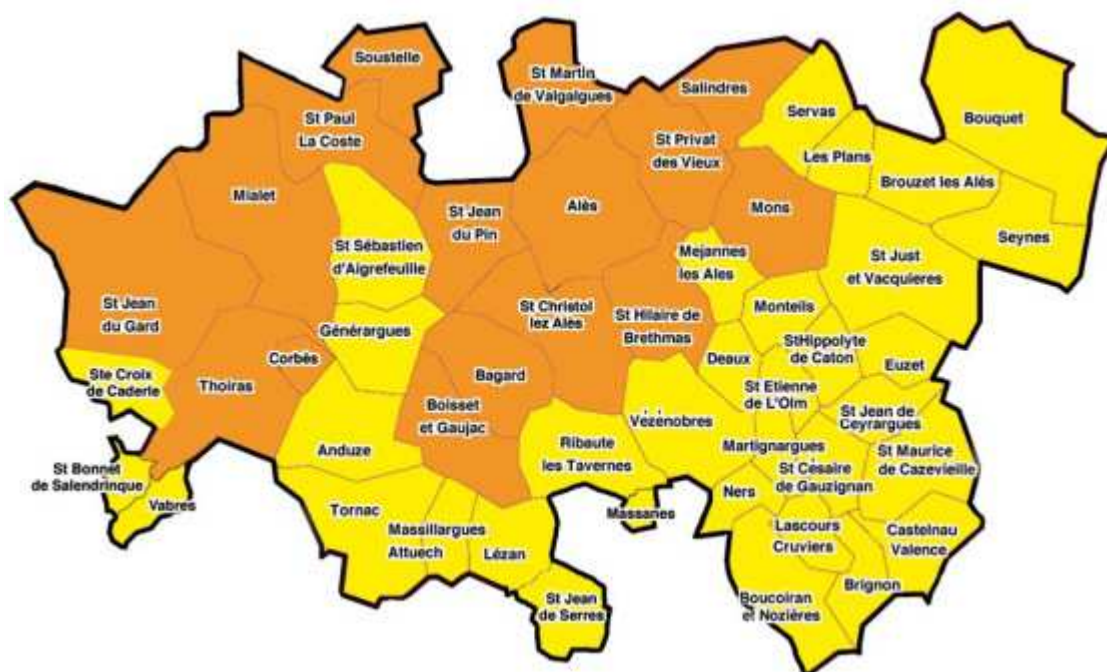 Soustelle
St Martin
de Valgalgues
Salindres
St Paul
La Coste
Servas
Bouquet
St Privat
des Vieux
Les Plans
Brouzet les Alès
Mialet
Alès
Mons
St Jean
du Pin
Seynes
St Sébastien
d'Aigrefeuille
Mejannes
les Ales
St Just
et Vacquieres
St Jean
du Gard
St Christol
lez Alès
St Hilaire de
Brethmas
Monteils
Générargues
StHippolyte
de Caton
Corbès
Deaux
Euzet
Ste Croix
de Caderle
Thoiras
Bagard
St Etienne
de L'Olm
Boisset
et Gaujac
Vézénobres
St Jean de
Ceyrargues
Anduze
Ribaute
les Tavernes
Martignargues
St Maurice
de Cazevieille
St Bonnet
de Salendrinque
St Césaire
de Gauzignan
Vabres
Ners
Tornac
Massanes
Massillargues
Attuech
Lézan
Lascours
Cruviers
Castelnau
Valence
Brignon
St Jean
de Serres
Boucoiran
et Nozières